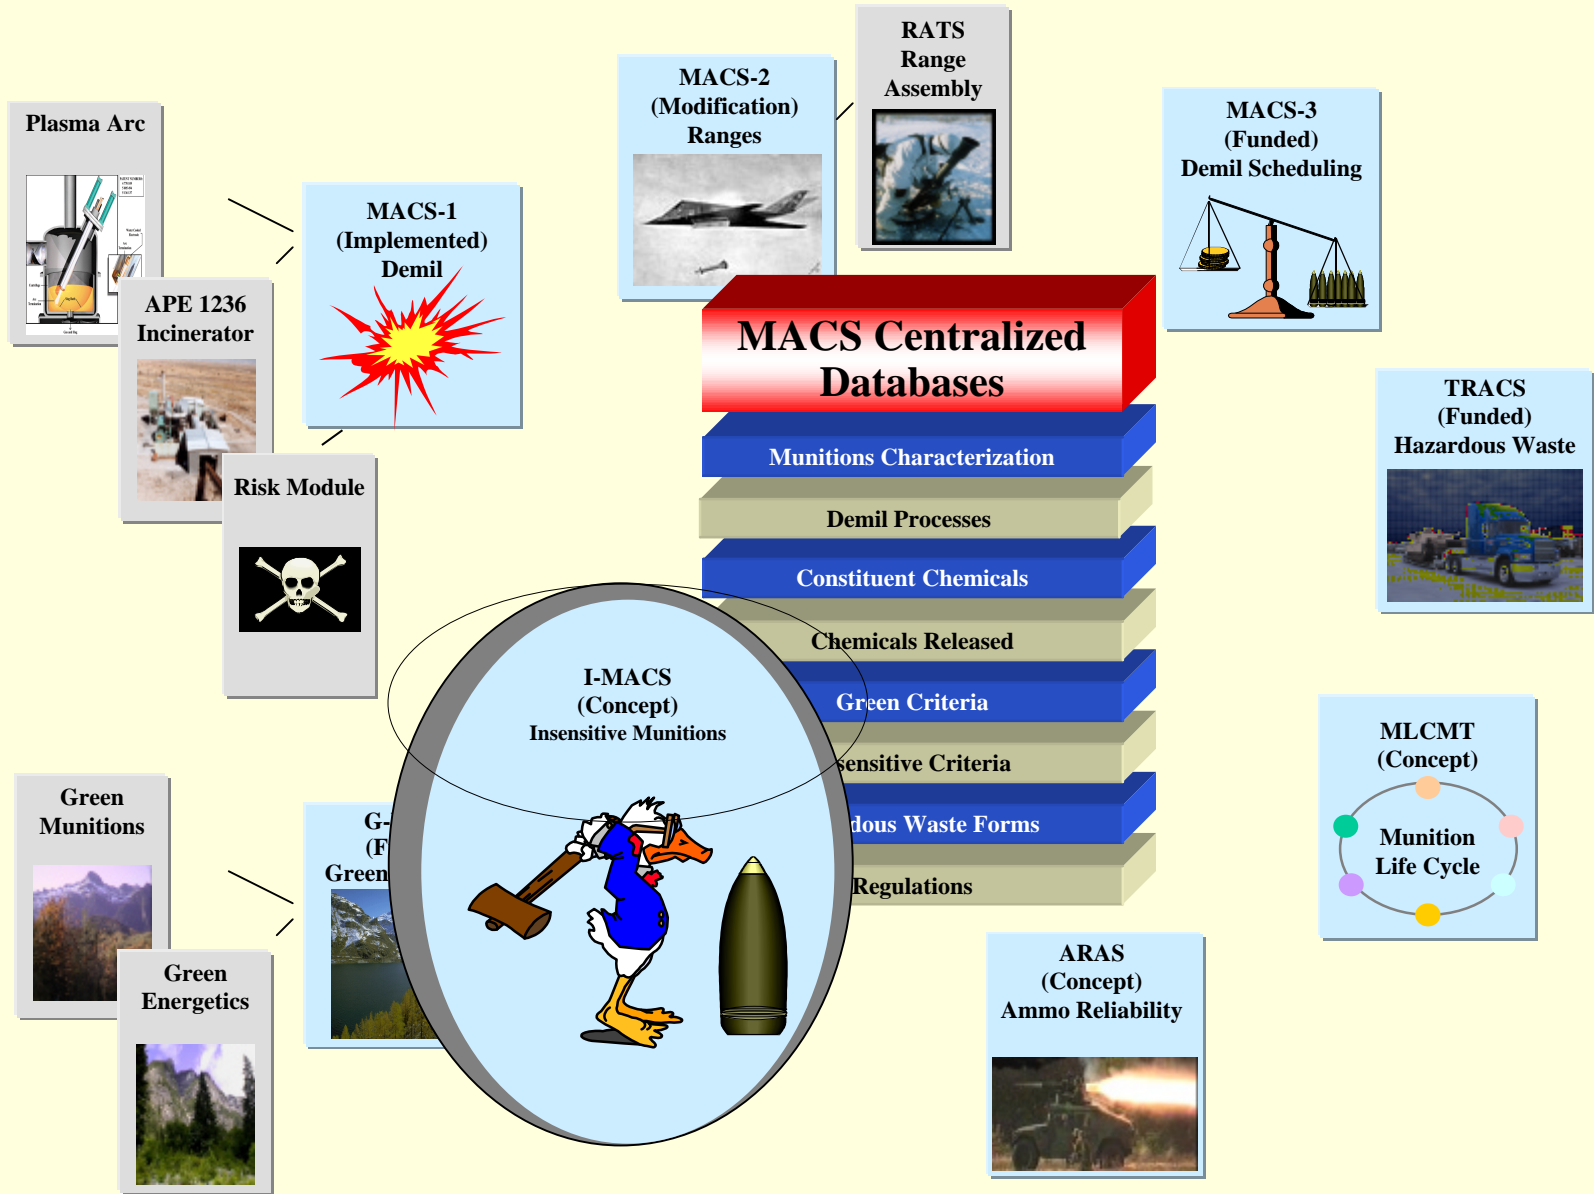 RATS
Range
Assembly
MACS-2
(Modification)
Ranges
MACS-3
(Funded)
Demil Scheduling
Plasma Arc
MACS-1
(Implemented)
Demil
APE 1236
Incinerator
Risk Module
MACS Centralized
Databases
Munitions Characterization
Demil Processes
Constituent Chemicals
Chemicals Released
Green Criteria
sensitive Criteria
dous Waste Forms
Regulations
TRACS
(Funded)
Hazardous Waste
I-MACS
(Concept)
Insensitive Munitions
MLCMT
(Concept)
Munition
Life Cycle
Green
Munitions
G-
(F
Green
Green
Energetics
ARAS
(Concept)
Ammo Reliability